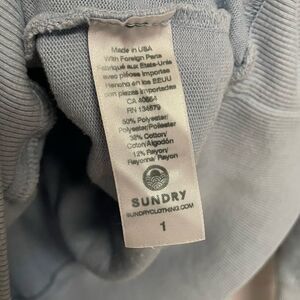 Made in USA
With Foreign Parts
Fabriqué aux États-Unis
avec pièces importées
Hecho en los EEUU
con piezas importadas
CA 40564
RN 134879
50% Polyester/
Polyester/Poliester
38% Cotton/
Coton/Algodón
12% Rayon/
Rayonne/Rayón
SUNDRY
SUNDRYCLOTHING.COM
1